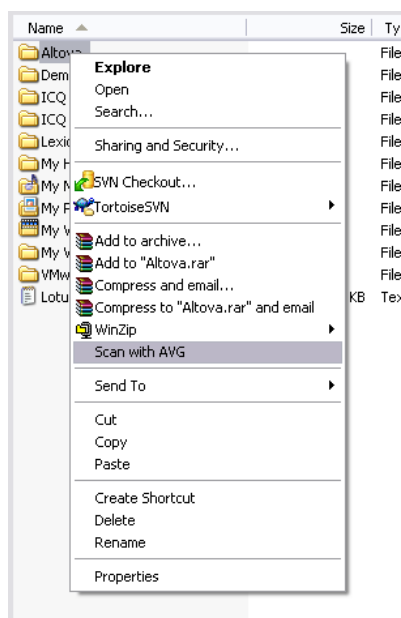 Name Size Ty
Altova File
Explore
Dem File
Open
ICQ File
Search...
ICQ File
Lexic File
Sharing and Security...
My H File
My M File
SVN Checkout...
My P File
TortoiseSVN
My V File
Add to archive...
My V File
Add to "Altova.rar"
VMw File
Compress and email...
Lotu KB Tex
Compress to "Altova.rar" and email
WinZip
Scan with AVG
Send To
Cut
Copy
Paste
Create Shortcut
Delete
Rename
Properties